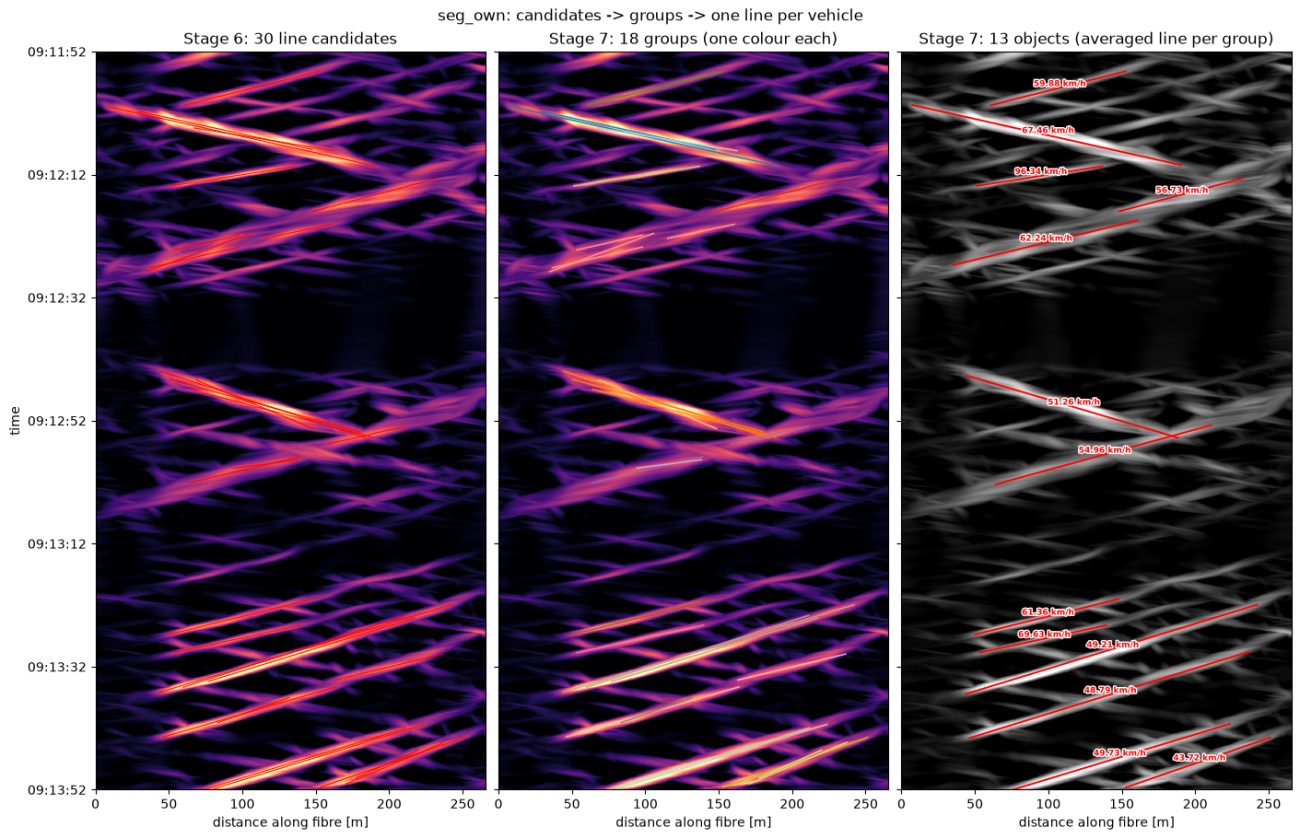 seg_own: candidates -> groups -> one line per vehicle
Stage 6: 30 line candidates
Stage 7: 18 groups (one colour each)
Stage 7: 13 objects (averaged line per group)
time
09:11:52
09:12:12
09:12:32
09:12:52
09:13:12
09:13:32
09:13:52
59.88 km/h
67.46 km/h
96.34 km/h
56.73 km/h
62.24 km/h
51.26 km/h
54.96 km/h
61.36 km/h
69.63 km/h
49.21 km/h
48.79 km/h
49.73 km/h
43.72 km/h
0 50 100 150 200 250
0 50 100 150 200 250
0 50 100 150 200 250
distance along fibre [m]
distance along fibre [m]
distance along fibre [m]